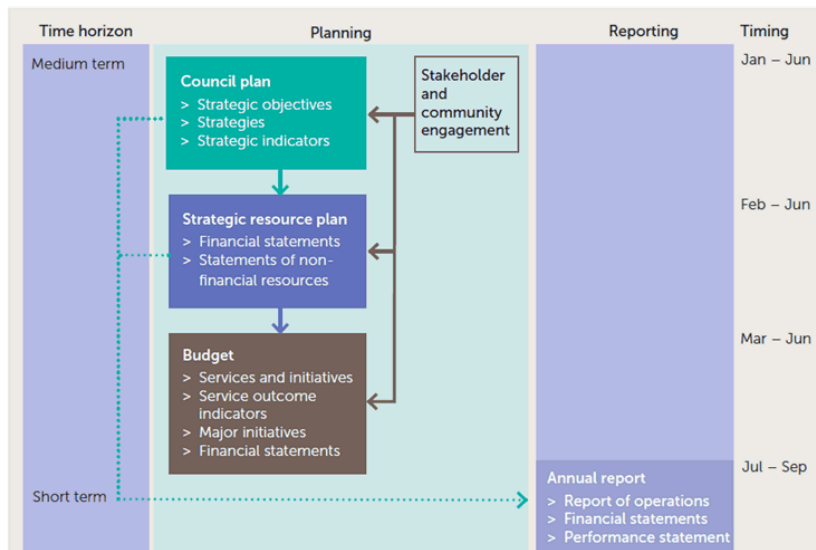 Time horizon
Planning
Reporting
Timing
Medium term
Jan – Jun
Council plan
> Strategic objectives
> Strategies
> Strategic indicators
Stakeholder
and
community
engagement
Feb – Jun
Strategic resource plan
> Financial statements
> Statements of non-
financial resources
Mar – Jun
Budget
> Services and initiatives
> Service outcome
indicators
> Major initiatives
> Financial statements
Jul – Sep
Short term
Annual report
> Report of operations
> Financial statements
> Performance statement